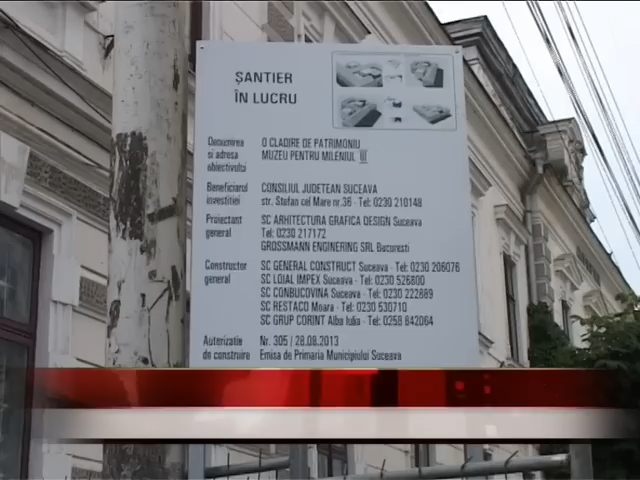 ŞANTIER
ÎN LUCRU
Denumirea si adresa obiectivului
O CLADIRE DE PATRIMONIU
MUZEU PENTRU MILENIUL III
Beneficiarul investitiei
CONSILIUL JUDETEAN SUCEAVA
str. Stefan cel Mare nr.36 - Tel: 0230 210148
Proiectant general
SC ARHITECTURA GRAFICA DESIGN Suceava
Tel: 0230 217172
GROSSMANN ENGINERING SRL Bucuresti
Constructor general
SC GENERAL CONSTRUCT Suceava - Tel: 0230 206076
SC LOIAL IMPEX Suceava - Tel: 0230 526800
SC CONBUCOVINA Suceava - Tel: 0230 222889
SC RESTACO Moara - Tel: 0230 530710
SC GRUP CORINT Alba Iulia - Tel: 0258 842064
Autorizatie de construire
Nr. 305 / 28.08.2013
Emisa de Primaria Municipiului Suceava